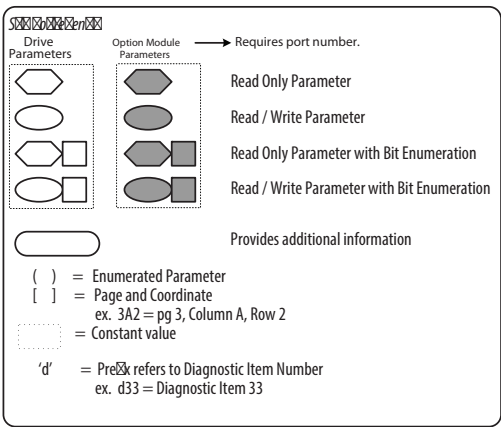 Drive
Parameters
Option Module
Parameters
Requires port number.
Read Only Parameter
Read / Write Parameter
Read Only Parameter with Bit Enumeration
Read / Write Parameter with Bit Enumeration
Provides additional information
( ) = Enumerated Parameter
[ ] = Page and Coordinate
ex. 3A2 = pg 3, Column A, Row 2
= Constant value
‘d’ = refers to Diagnostic Item Number
ex. d33 = Diagnostic Item 33